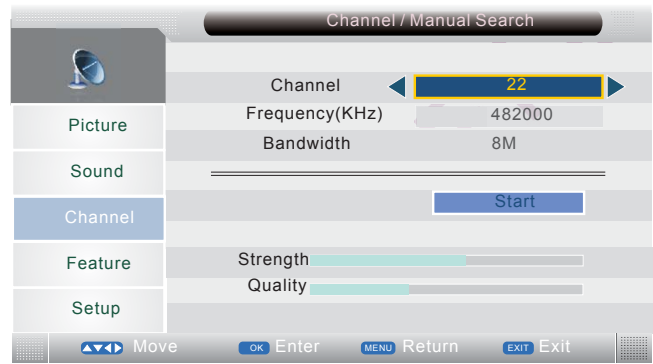 Channel / Manual Search
Channel 22
Frequency(KHz) 482000
Bandwidth 8M
Start
Strength
Quality
Picture
Sound
Channel
Feature
Setup
Move OK Enter MENU Return EXIT Exit